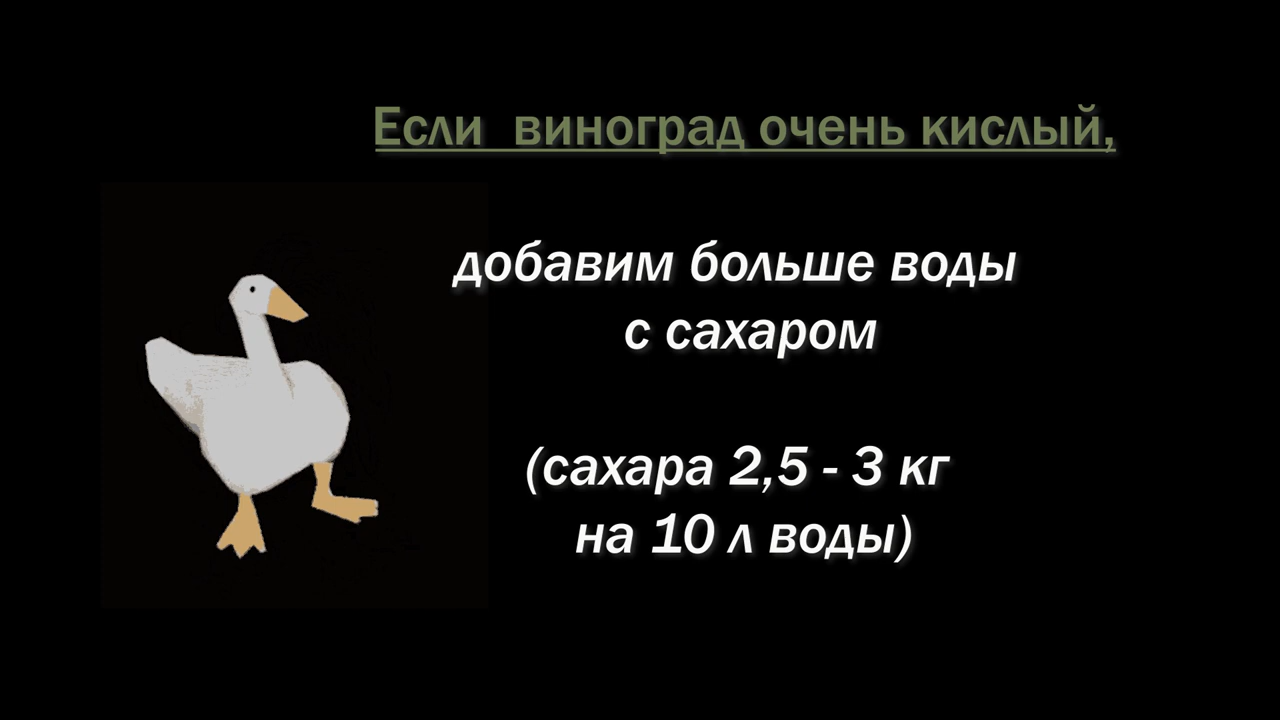 Если виноград очень кислый,
добавим больше воды
с сахаром
(сахара 2,5 - 3 кг
на 10 л воды)